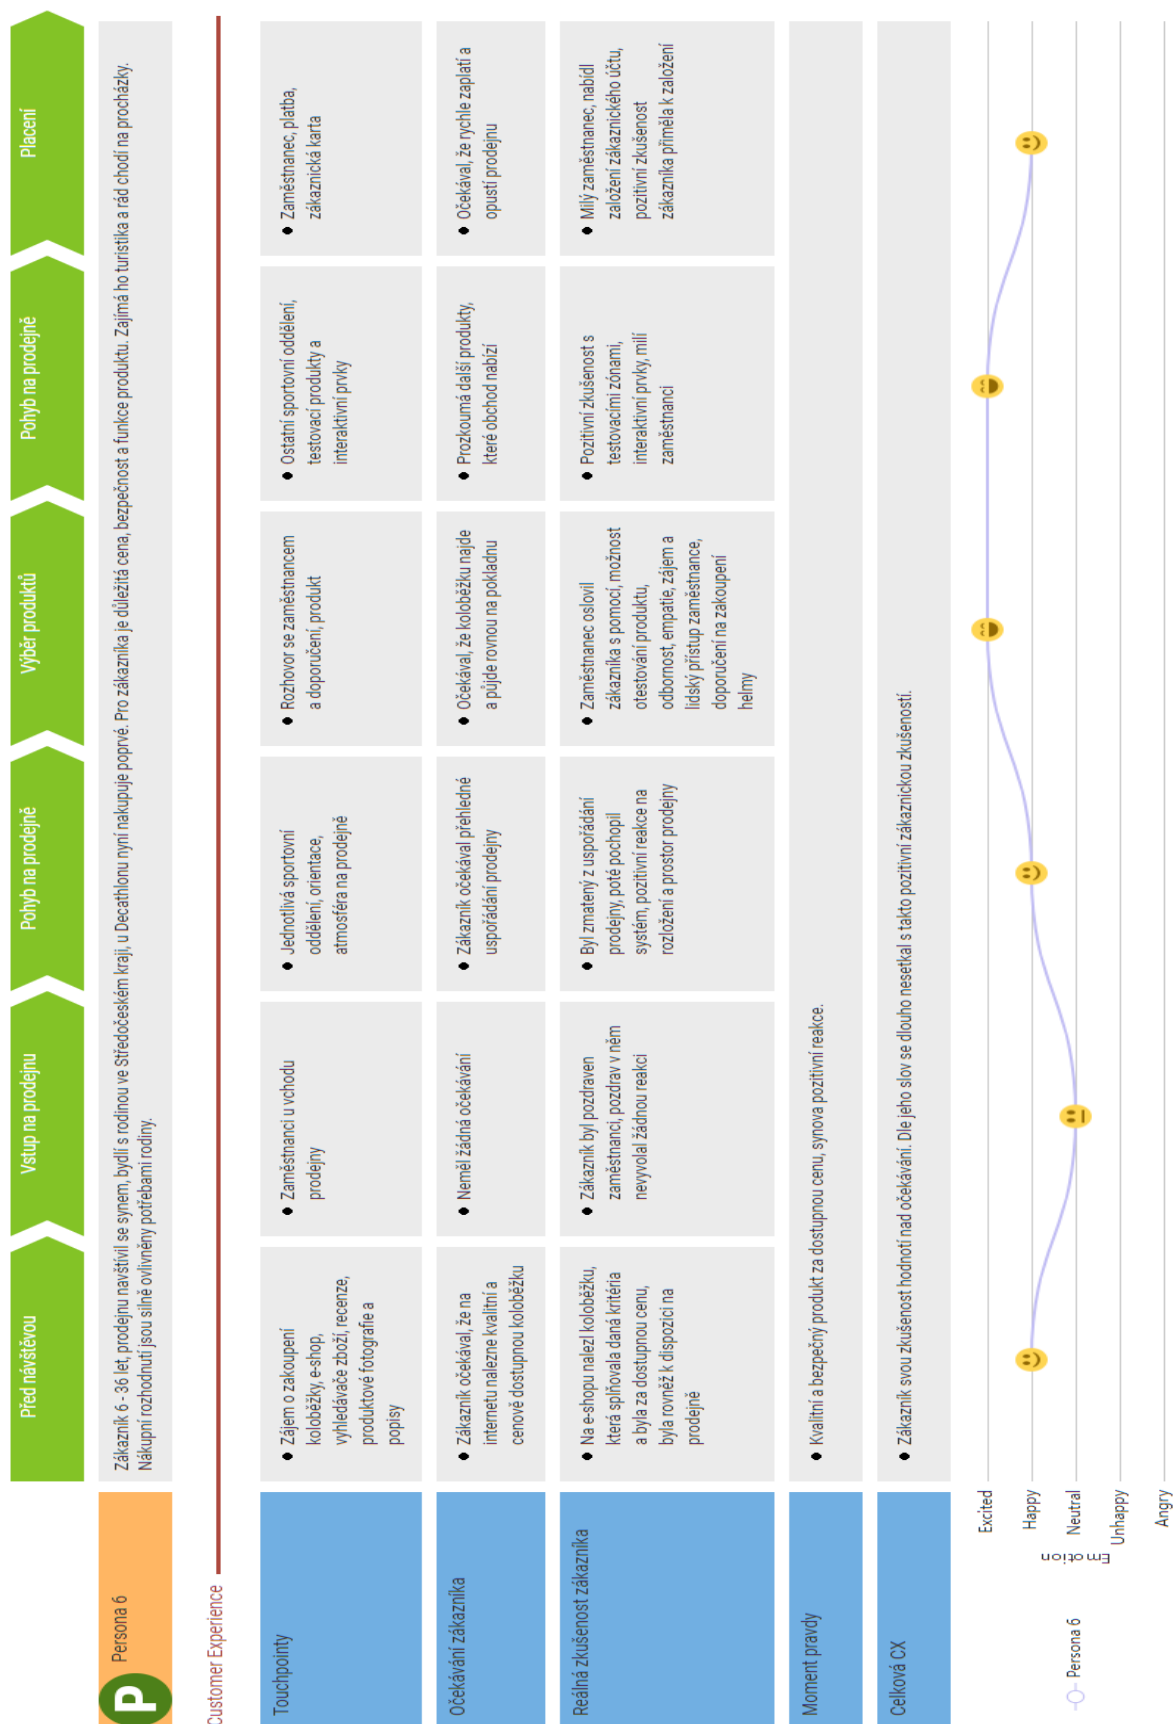 Před návštěvou
Vstup na prodejnu
Pohyb na prodejně
Výběr produktů
Pohyb na prodejně
Placení
P
Persona 6
Zákazník 6 - 36 let, prodejnu navštívil se synem, bydlí s rodinou ve Středočeském kraji, u Decathlonu nyní nakupuje poprvé. Pro zákazníka je důležitá cena, bezpečnost a funkce produktu. Zajímá ho turistika a rád chodí na procházky.
Nákupní rozhodnutí jsou silně ovlivněny potřebami rodiny.
Customer Experience
Touchpointy
● Zájem o zakoupení
koloběžky, e-shop,
vyhledávače zboží, recenze,
produktové fotografie a
popisy
● Zaměstnanci u vchodu
prodejny
● Jednotlivá sportovní
oddělení, orientace,
atmosféra na prodejně
● Rozhovor se zaměstnancem
a doporučení, produkt
● Ostatní sportovní oddělení,
testovací produkty a
interaktivní prvky
● Zaměstnanec, platba,
zákaznická karta
Očekávání zákazníka
● Zákazník očekával, že na
internetu nalezne kvalitní a
cenově dostupnou koloběžku
● Neměl žádná očekávání
● Zákazník očekával přehledné
uspořádání prodejny
● Očekával, že koloběžku najde
a půjde rovnou na pokladnu
● Prozkoumá další produkty,
které obchod nabízí
● Očekával, že rychle zaplatí a
opustí prodejnu
Reálná zkušenost zákazníka
● Na e-shopu nalezl koloběžku,
která splňovala daná kritéria
a byla za dostupnou cenu,
byla rovněž k dispozici na
prodejně
● Zákazník byl pozdraven
zaměstnanci, pozdrav v něm
nevyvolal žádnou reakci
● Byl zmatený z uspořádání
prodejny, poté pochopil
systém, pozitivní reakce na
rozložení a prostor prodejny
● Zaměstnanec oslovil
zákazníka s pomocí, možnost
otestování produktu,
odbornost, empatie, zájem a
lidský přístup zaměstnance,
doporučení na zakoupení
helmy
● Pozitivní zkušenost s
testovacími zónami,
interaktivní prvky, milí
zaměstnanci
● Milý zaměstnanec, nabídl
založení zákaznického účtu,
pozitivní zkušenost
zákazníka přiměla k založení
Moment pravdy
● Kvalitní a bezpečný produkt za dostupnou cenu, synova pozitivní reakce.
Celková CX
● Zákazník svou zkušenost hodnotí nad očekávání. Dle jeho slov se dlouho nesetkal s takto pozitivní zákaznickou zkušeností.
Persona 6
Emotion
Excited
Happy
Neutral
Unhappy
Angry